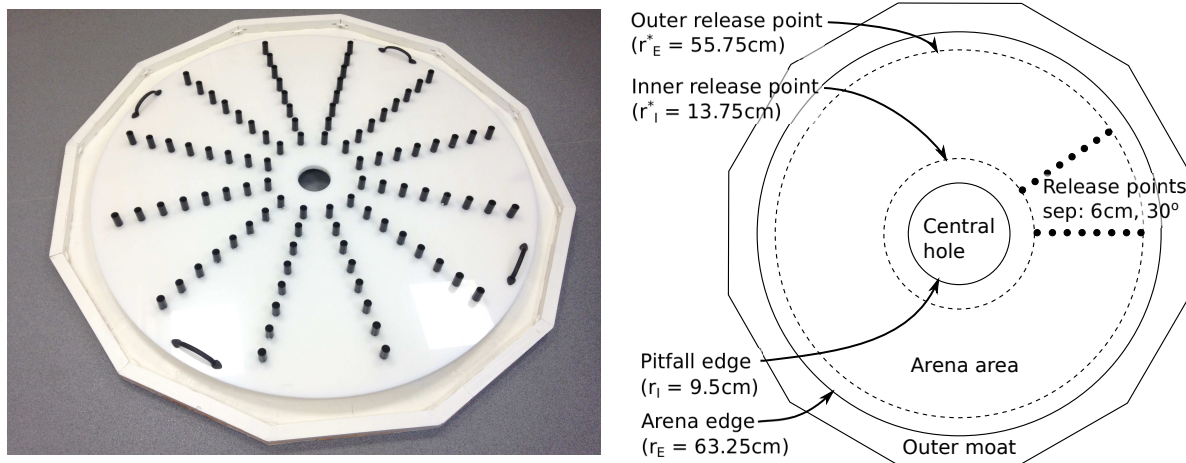 Outer release point
(r*E = 55.75cm)
Inner release point
(r*I = 13.75cm)
Release points
sep: 6cm, 30º
Central
hole
Pitfall edge
(rI = 9.5cm)
Arena area
Arena edge
(rE = 63.25cm)
Outer moat